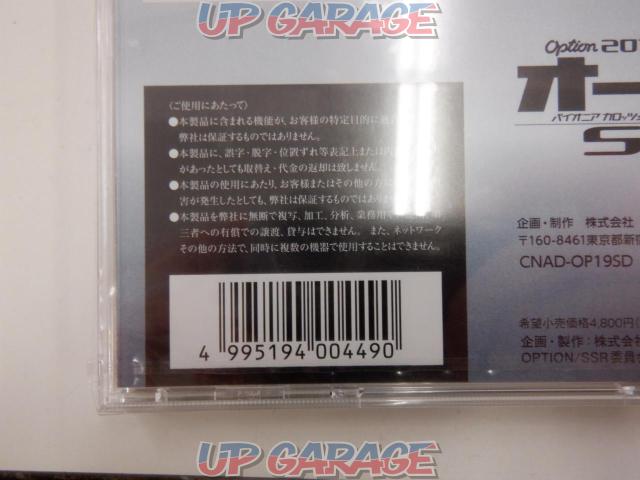 UP GARAGE
Option 201
オー
パイオニア カロッツェ
S
〈ご使用にあたって〉
●本製品に含まれる機能が、お客様の特定目的に適
弊社は保証するものではありません。
●本製品に、誤字・脱字・位置ずれ等表記上または内
があったとしても取替え・代金の返却は致しません。
●本製品の使用にあたり、お客様またはその他の方に
害が発生したとしても、弊社は保証するものではありません。
●本製品を弊社に無断で複写、加工、分析、業務用で
三者への有償での譲渡、貸与はできません。また、ネットワーク
その他の方法で、同時に複数の機器で使用することはできません。
企画・制作 株式会社
〒160-8461東京都新宿
CNAD-OP19SD
希望小売価格4,800円(
企画・製作：株式会社
OPTION/SSR委員会
4 995194 004490
UP GARAGE